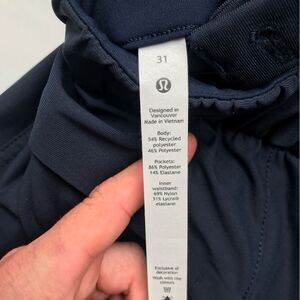 31
Designed in
Vancouver
Made in Vietnam
Body:
54% Recycled
polyester
46% Polyester
Pockets:
86% Polyester
14% Elastane
Inner
waistband:
69% Nylon
31% Lycra®
elastane
Exclusive of
decoration
Wash with like
colours